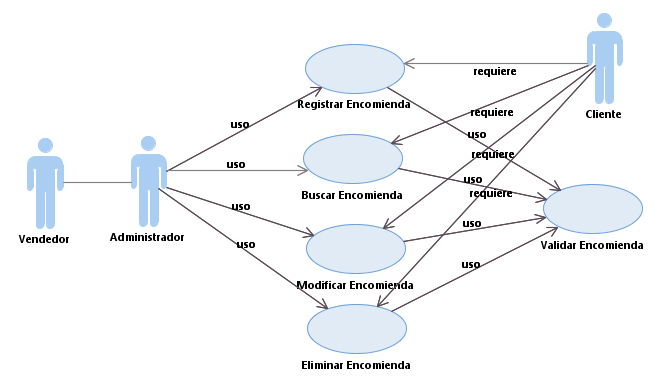 requiere
Registrar Encomienda
requiere
Cliente
uso
uso
requiere
uso
uso
requiere
Buscar Encomienda
uso
uso
Vendedor
Administrador
uso
Validar Encomienda
uso
uso
Modificar Encomienda
Eliminar Encomienda